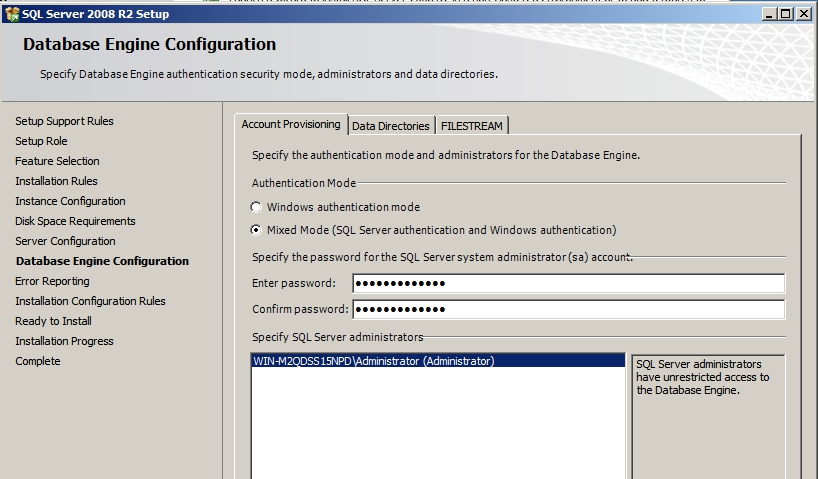 SQL Server 2008 R2 Setup
Database Engine Configuration
Specify Database Engine authentication security mode, administrators and data directories.
Setup Support Rules
Setup Role
Feature Selection
Installation Rules
Instance Configuration
Disk Space Requirements
Server Configuration
Database Engine Configuration
Error Reporting
Installation Configuration Rules
Ready to Install
Installation Progress
Complete
Account Provisioning
Data Directories
FILESTREAM
Specify the authentication mode and administrators for the Database Engine.
Authentication Mode
Windows authentication mode
Mixed Mode (SQL Server authentication and Windows authentication)
Specify the password for the SQL Server system administrator (sa) account.
Enter password: ●●●●●●●●●●●●●
Confirm password: ●●●●●●●●●●●●●
Specify SQL Server administrators
WIN-M2QDSS15NPD\Administrator (Administrator)
SQL Server administrators
have unrestricted access to
the Database Engine.